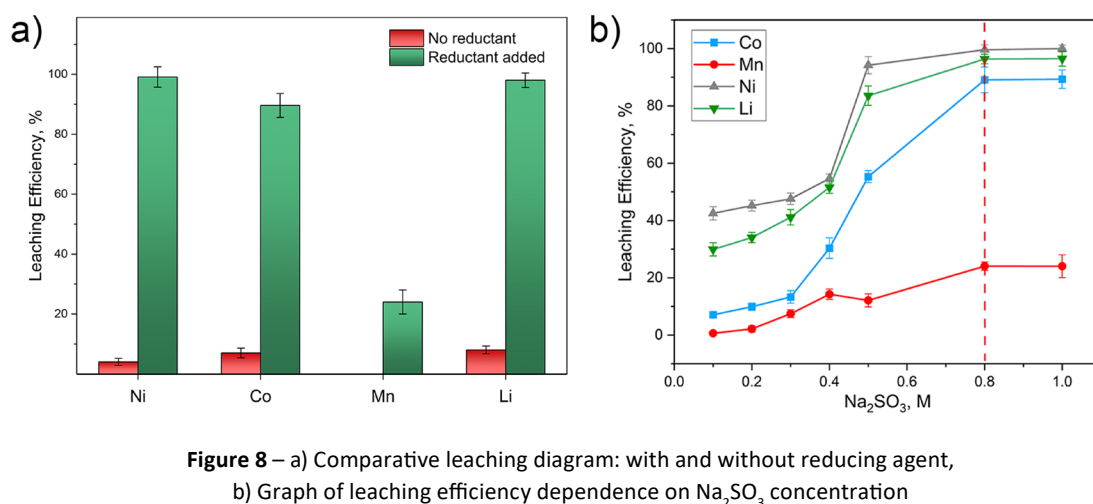 a)
No reductant
Reductant added
Leaching Efficiency, %
100
80
60
40
20
Ni
Co
Mn
Li
b)
Co
Mn
Ni
Li
Leaching Efficiency, %
100
80
60
40
20
0
0.0
0.2
0.4
0.6
0.8
1.0
Na₂SO₃, M
Figure 8 – a) Comparative leaching diagram: with and without reducing agent,
b) Graph of leaching efficiency dependence on Na₂SO₃ concentration